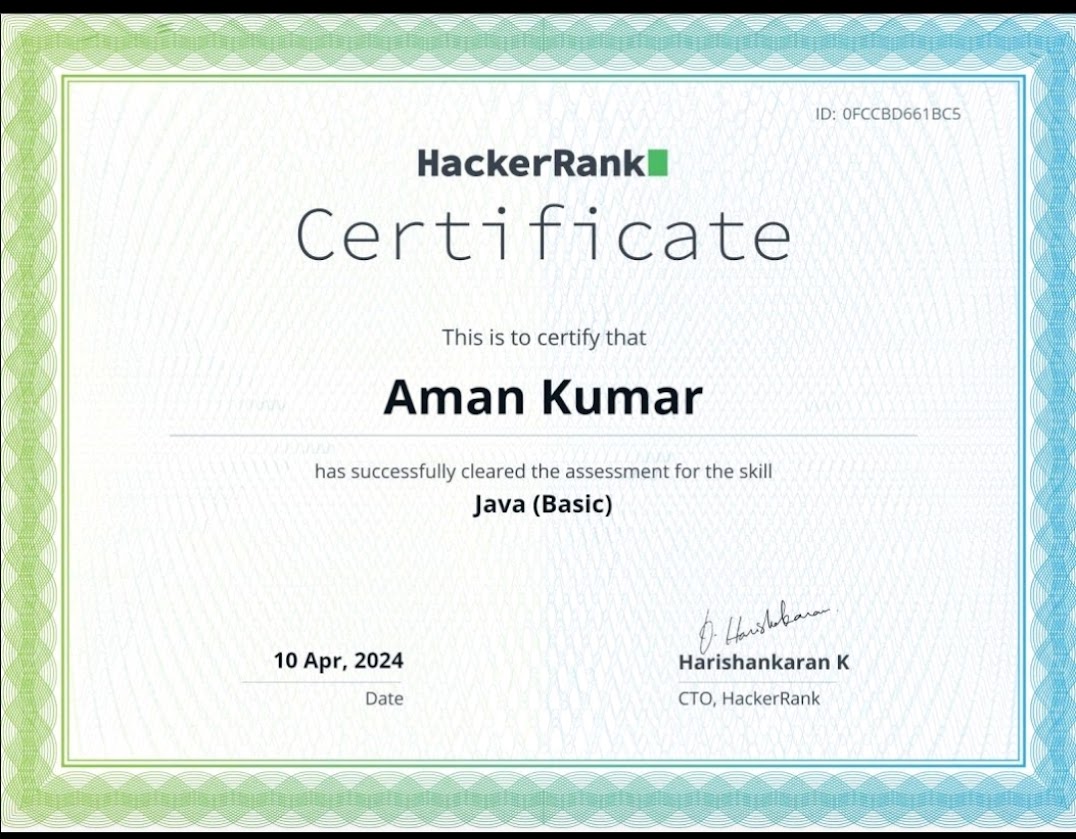 ID: 0FCCBD661BC5
HackerRank
Certificate
This is to certify that
Aman Kumar
has successfully cleared the assessment for the skill
Java (Basic)
10 Apr, 2024
Date
Harishankaran K
CTO, HackerRank